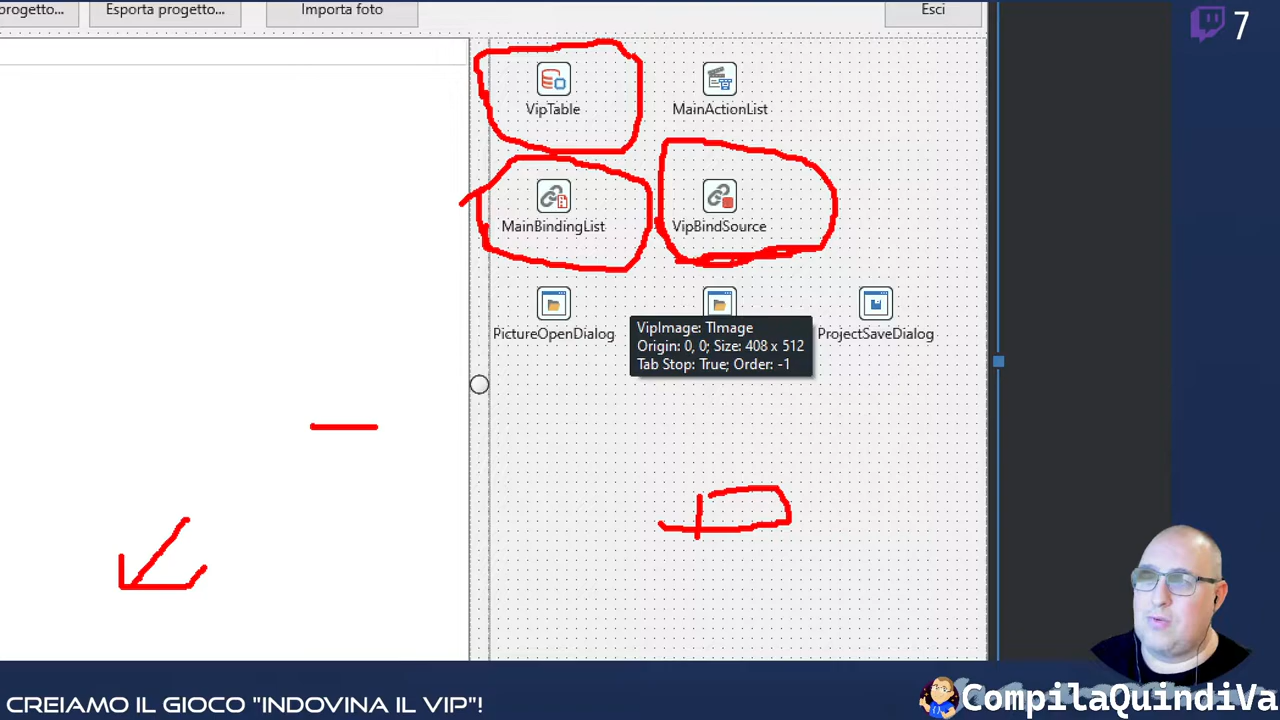 progetto...
Esporta progetto...
Importa foto
Esci
7
VipTable
MainActionList
MainBindingList
VipBindSource
PictureOpenDialog
ProjectSaveDialog
VipImage: TImage
Origin: 0, 0; Size: 408 x 512
Tab Stop: True; Order: -1
CREIAMO IL GIOCO "INDOVINA IL VIP"!
CompilaQuindiVa